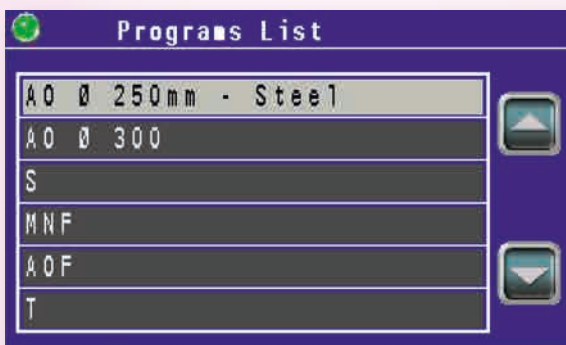 Programs List
AO Ø 250mm - Steel
AO Ø 300
S
MNF
AOF
T